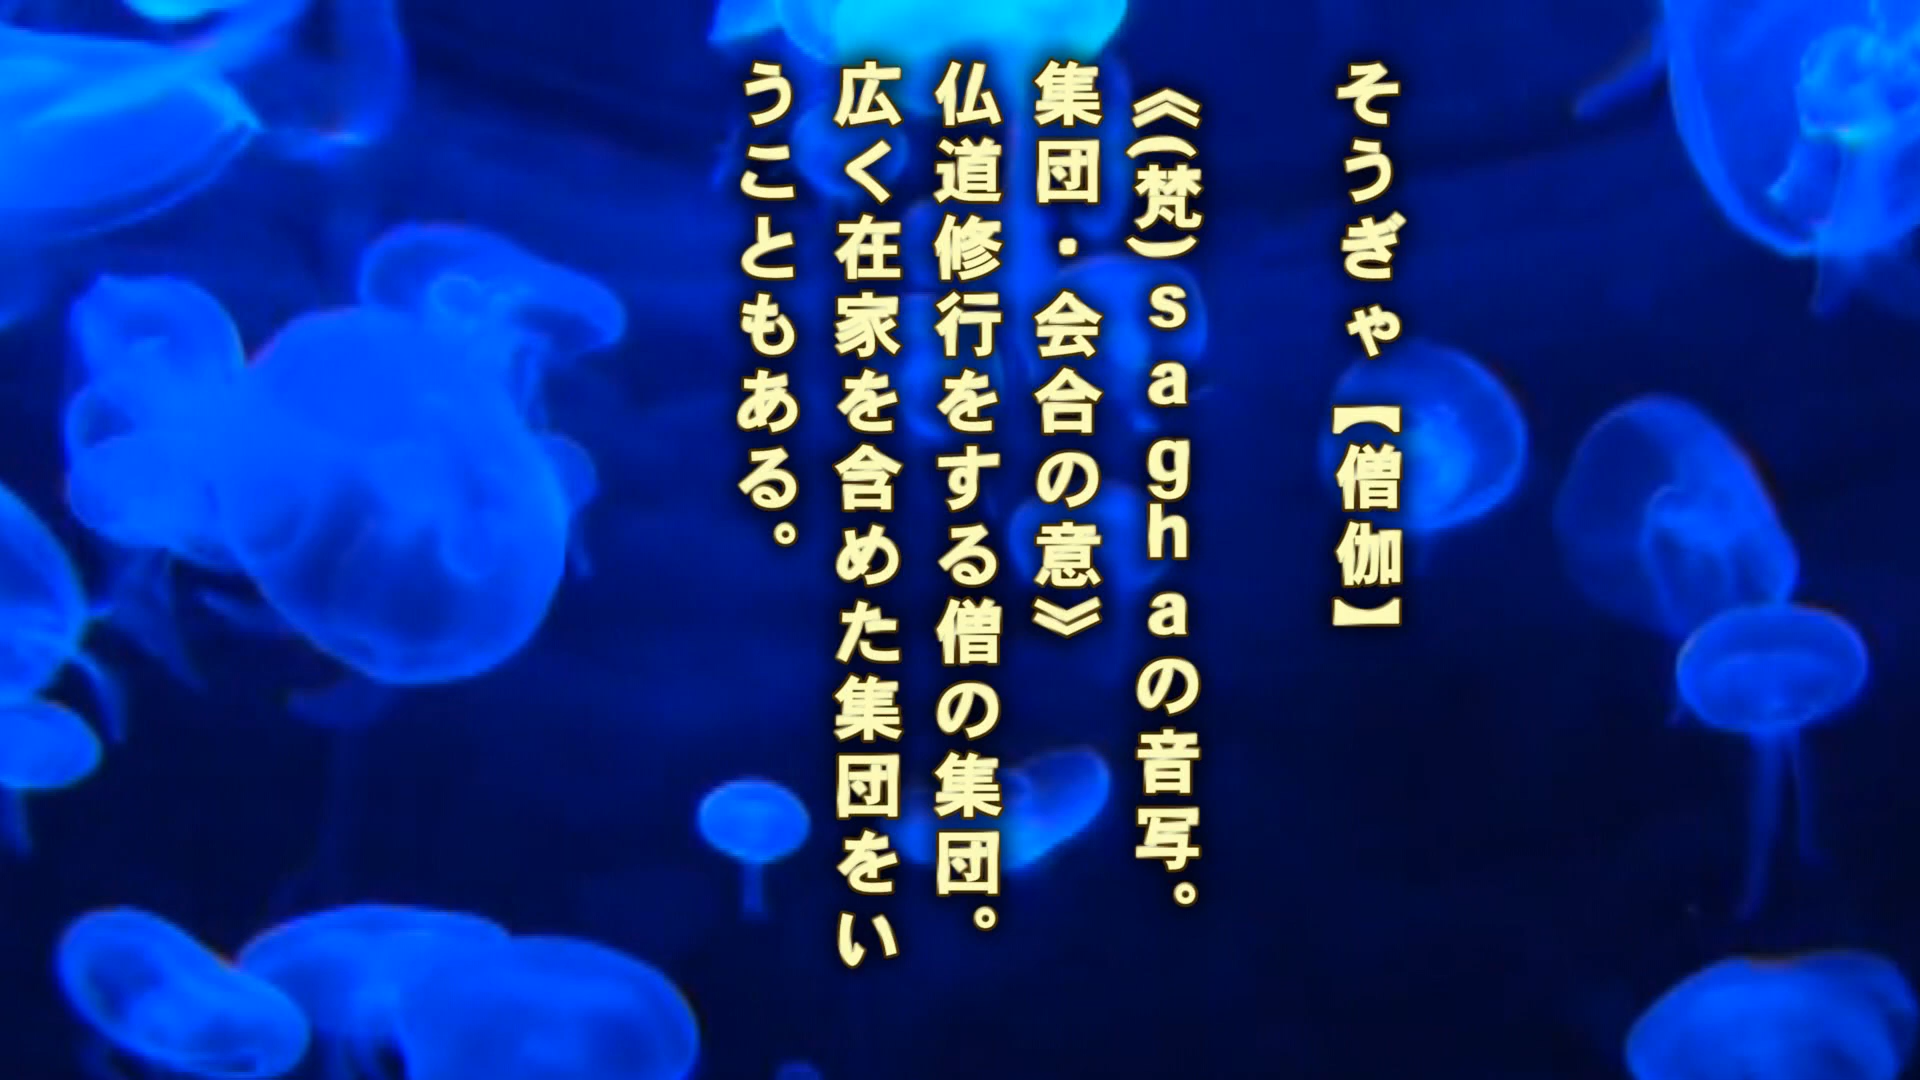 そうぎゃ【僧伽】
《(梵)saghaの音写。
集団・会合の意》
仏道修行をする僧の集団。
広く在家を含めた集団をい
うこともある。